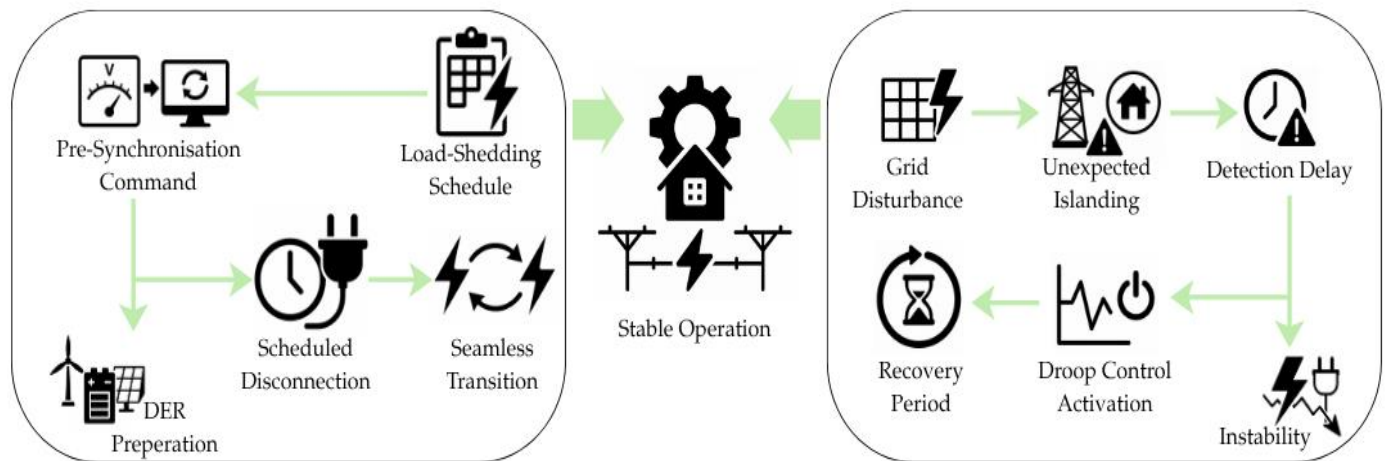 V
Pre-Synchronisation
Command
Load-Shedding
Schedule
Scheduled
Disconnection
Seamless
Transition
DER
Preperation
Stable Operation
Grid
Disturbance
Unexpected
Islanding
Detection Delay
Recovery
Period
Droop Control
Activation
Instability